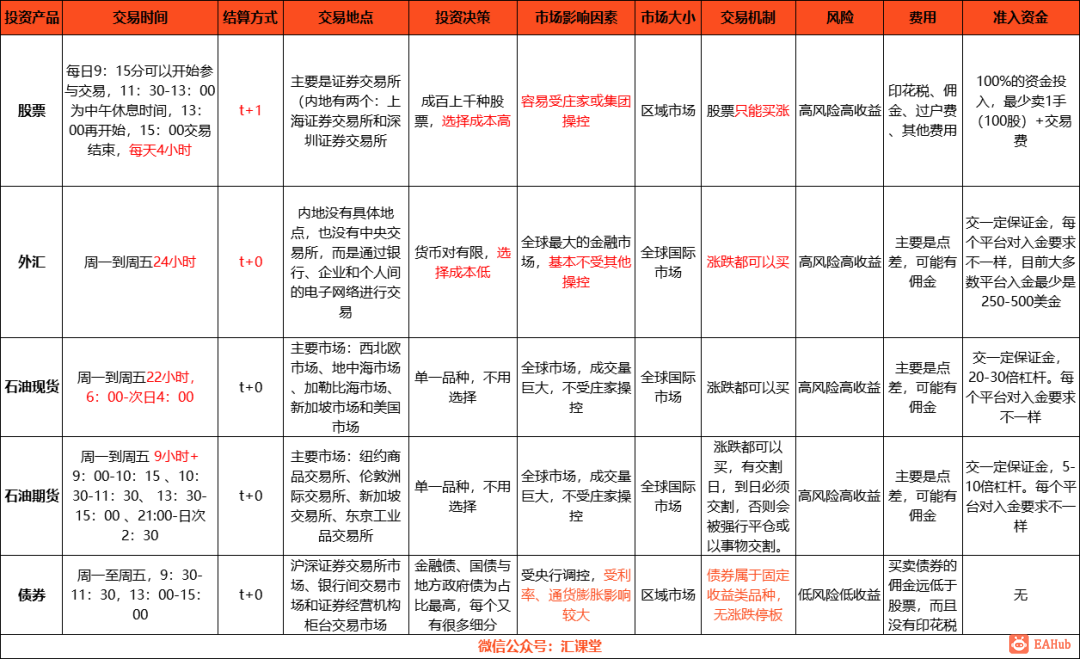 投资产品
交易时间
结算方式
交易地点
投资决策
市场影响因素
市场大小
交易机制
风险
费用
准入资金
股票
每日9：15分可以开始参
与交易，11：30-13：00
为中午休息时间，13：
00再开始，15：00交易
结束，每天4小时
t+1
主要是证券交易所
（内地有两个：上
海证券交易所和深
圳证券交易所
成百上千种股
票，选择成本高
容易受庄家或集团
操控
区域市场
股票只能买涨
高风险高收益
印花税、佣
金、过户费
、其他费用
100%的资金投
入，最少卖1手
（100股）+交易
费
外汇
周一到周五24小时
t+0
内地没有具体地
点，也没有中央交
易所，而是通过银
行、企业和个人间
的电子网络进行交
易
货币对有限，选
择成本低
全球最大的金融市
场，基本不受其他
操控
全球国际
市场
涨跌都可以买
高风险高收益
主要是点
差，可能有
佣金
交一定保证金，每
个平台对入金要求
不一样，目前大多
数平台入金最少是
250-500美金
石油现货
周一到周五22小时，
6：00-次日4：00
t+0
主要市场：西北欧
市场、地中海市场
、加勒比海市场、
新加坡市场和美国
市场
单一品种，不用
选择
全球市场，成交量
巨大，不受庄家操
控
全球国际
市场
涨跌都可以买
高风险高收益
主要是点
差，可能有
佣金
交一定保证金，
20-30倍杠杆。每
个平台对入金要求
不一样
石油期货
周一到周五 9小时+
9：00-10：15 、10：
30-11：30、 13：30-
15：00 、21:00-日次
2：30
t+0
主要市场：纽约商
品交易所、伦敦洲
际交易所、新加坡
交易所、东京工业
品交易所
单一品种，不用
选择
全球市场，成交量
巨大，不受庄家操
控
全球国际
市场
涨跌都可以
买，有交割
日，到日必须
交割，否则会
被强行平仓或
以事物交割。
高风险高收益
主要是点
差，可能有
佣金
交一定保证金，5-
10倍杠杆。每个平
台对入金要求不一
样
债券
周一至周五，9：30-
11：30，13：00-15：
00
t+0
沪深证券交易所市
场、银行间交易市
场和证券经营机构
柜台交易市场
金融债、国债与
地方政府债为占
比最高，每个又
有很多细分
受央行调控，受利
率、通货膨胀影响
较大
区域市场
债券属于固定
收益类品种，
无涨跌停板
低风险低收益
买卖债券的
佣金远低于
股票，而且
没有印花税
无
微信公众号：汇课堂
EAHub